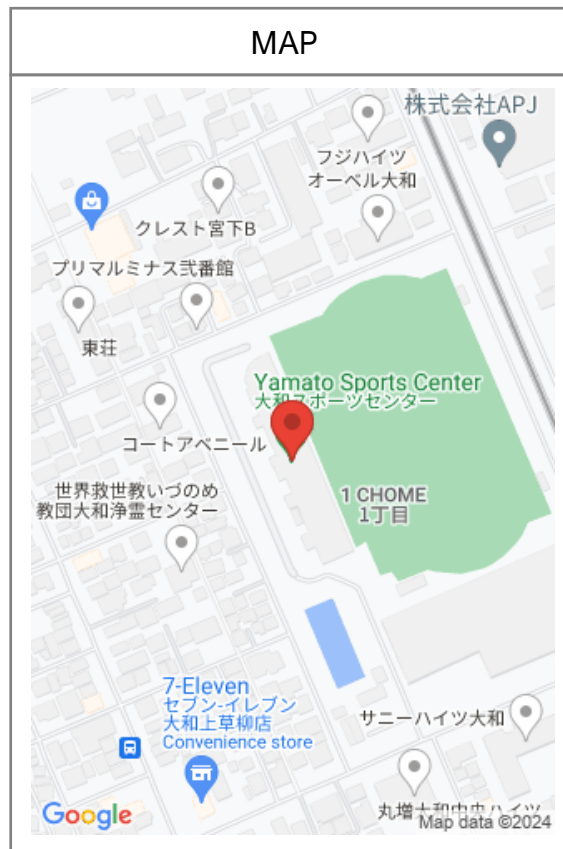 MAP
株式会社APJ
フジハイツ
オーベル大和
クレスト宮下B
プリマルミナス弐番館
東荘
Yamato Sports Center
大和スポーツセンター
コートアベニール
世界救世教いづのめ
教団大和浄霊センター
1 CHOME
1丁目
7-Eleven
セブン-イレブン
大和上草柳店
Convenience store
サニーハイツ大和
丸増大和中央ハイツ
Google
Map data ©2024